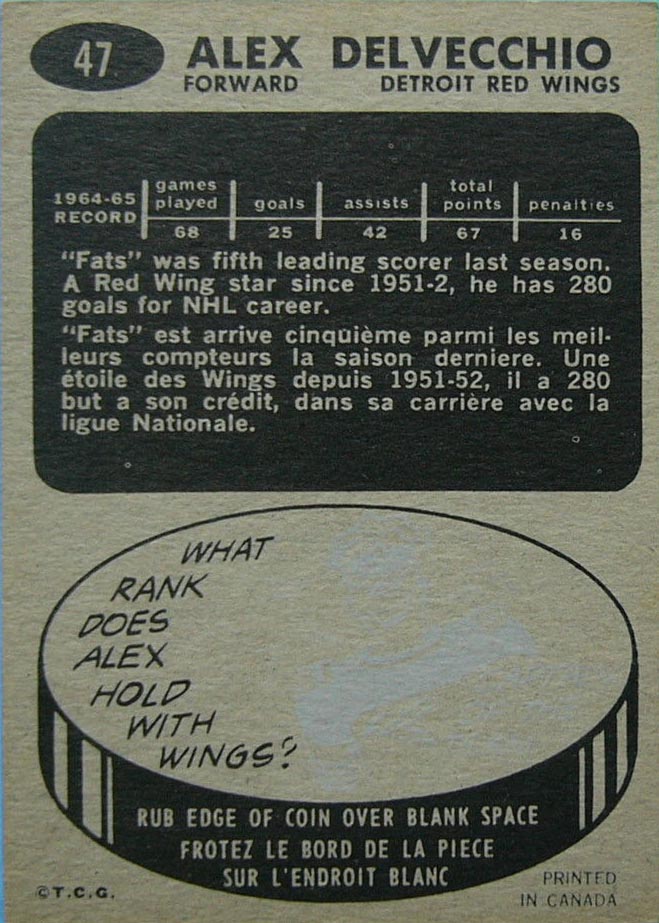 47
ALEX DELVECCHIO
FORWARD DETROIT RED WINGS
1964-65 RECORD
games played goals assists total points penalties
68 25 42 67 16
"Fats" was fifth leading scorer last season.
A Red Wing star since 1951-2, he has 280
goals for NHL career.
"Fats" est arrive cinquième parmi les meil-
leurs compteurs la saison derniere. Une
étoile des Wings depuis 1951-52, il a 280
but a son crédit, dans sa carrière avec la
ligue Nationale.
WHAT
RANK
DOES
ALEX
HOLD
WITH
WINGS?
RUB EDGE OF COIN OVER BLANK SPACE
FROTEZ LE BORD DE LA PIECE
SUR L'ENDROIT BLANC
©T.C.G.
PRINTED
IN CANADA